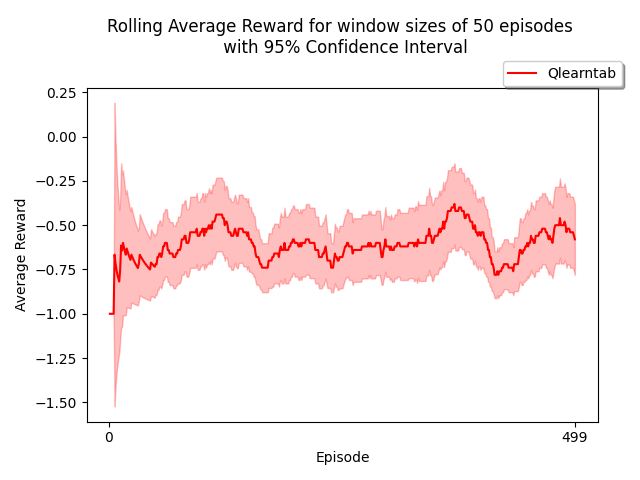 Rolling Average Reward for window sizes of 50 episodes
with 95% Confidence Interval
Qlearntab
0.25
0.00
−0.25
−0.50
−0.75
−1.00
−1.25
−1.50
Average Reward
0
499
Episode